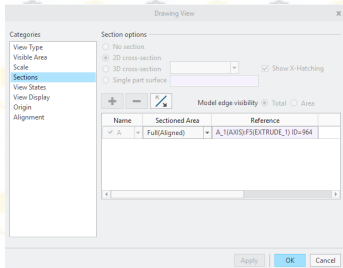 Drawing View
Categories
View Type
Visible Area
Scale
Sections
View States
View Display
Origin
Alignment
Section options
No section
2D cross-section
3D cross-section
Show X-Hatching
Single part surface
Model edge visibility Total Area
Name Sectioned Area Reference
A Full(Aligned) A_1(AXIS):F5(EXTRUDE_1) ID=964
Apply OK Cancel